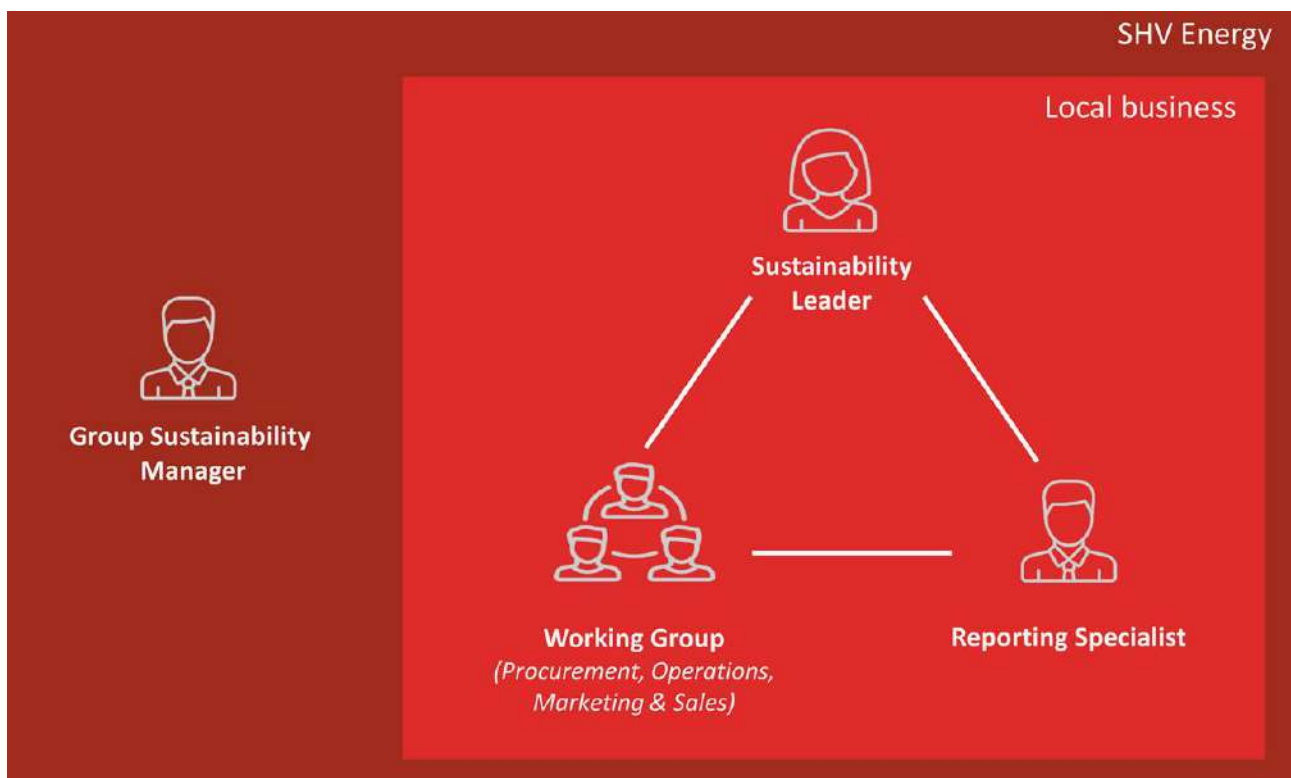 SHV Energy
Local business
Sustainability
Leader
Group Sustainability
Manager
Working Group
(Procurement, Operations,
Marketing & Sales)
Reporting Specialist